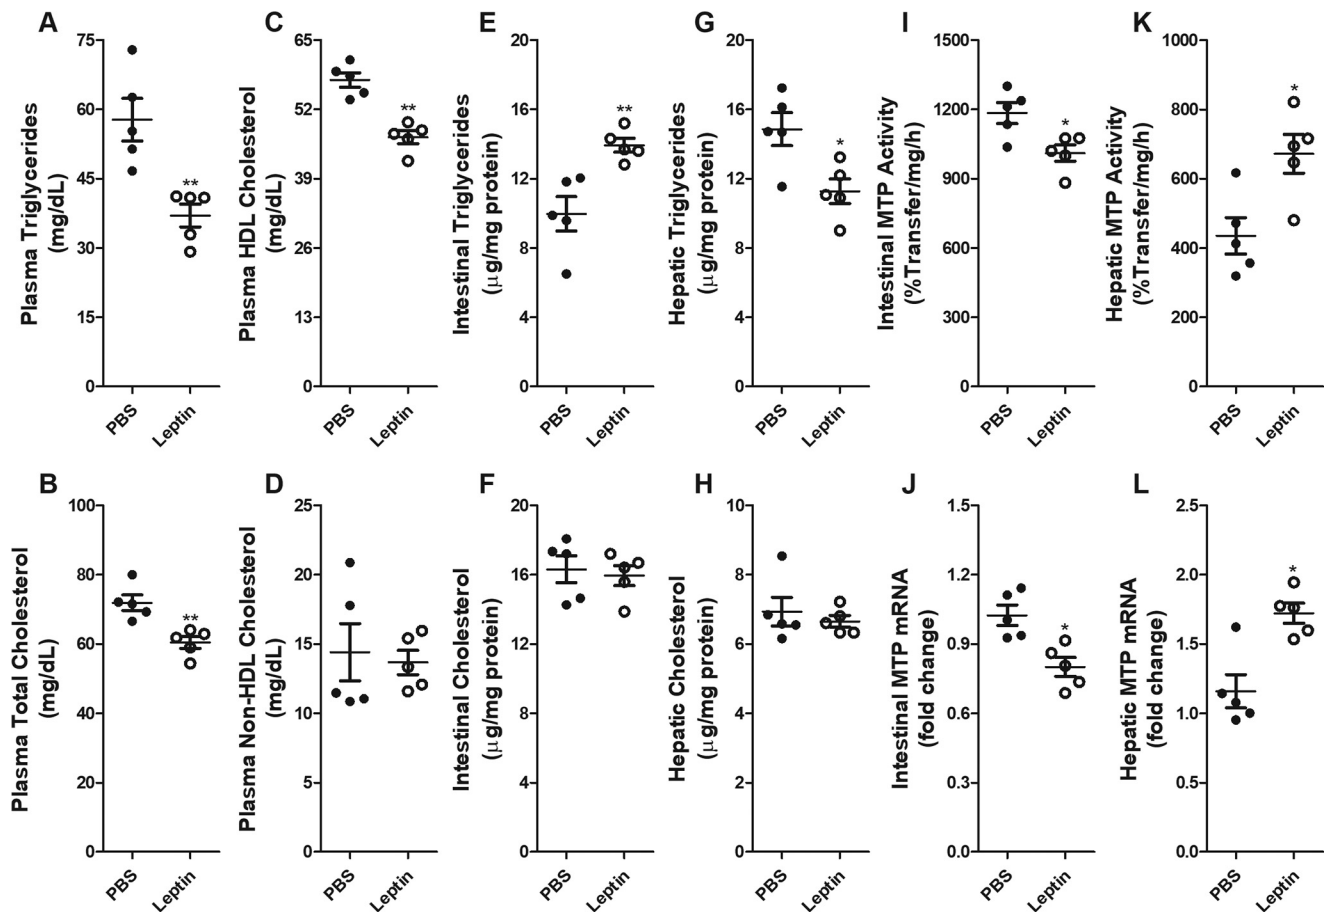 A
Plasma Triglycerides
(mg/dL)
75
60
45
30
15
0
**
PBS
Leptin
C
Plasma HDL Cholesterol
(mg/dL)
65
52
39
26
13
0
**
PBS
Leptin
E
Intestinal Triglycerides
(μg/mg protein)
20
16
12
8
4
0
**
PBS
Leptin
G
Hepatic Triglycerides
(μg/mg protein)
20
16
12
8
4
0
*
PBS
Leptin
I
Intestinal MTP Activity
(%Transfer/mg/h)
1500
1200
900
600
300
0
*
PBS
Leptin
K
Hepatic MTP Activity
(%Transfer/mg/h)
1000
800
600
400
200
0
*
PBS
Leptin
B
Plasma Total Cholesterol
(mg/dL)
100
80
60
40
20
0
**
PBS
Leptin
D
Plasma Non-HDL Cholesterol
(mg/dL)
25
20
15
10
5
0
PBS
Leptin
F
Intestinal Cholesterol
(μg/mg protein)
20
16
12
8
4
0
PBS
Leptin
H
Hepatic Cholesterol
(μg/mg protein)
10
8
6
4
2
0
PBS
Leptin
J
Intestinal MTP mRNA
(fold change)
1.5
1.2
0.9
0.6
0.3
0.0
*
PBS
Leptin
L
Hepatic MTP mRNA
(fold change)
2.5
2.0
1.5
1.0
0.5
0.0
*
PBS
Leptin